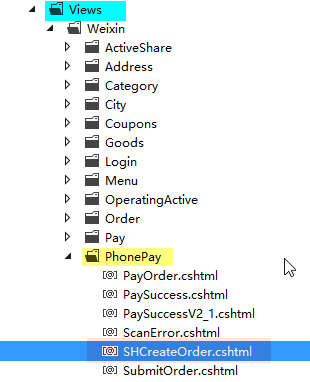 Views
Weixin
ActiveShare
Address
Category
City
Coupons
Goods
Login
Menu
OperatingActive
Order
Pay
PhonePay
PayOrder.cshtml
PaySuccess.cshtml
PaySuccessV2_1.cshtml
ScanError.cshtml
SHCreateOrder.cshtml
SubmitOrder.cshtml